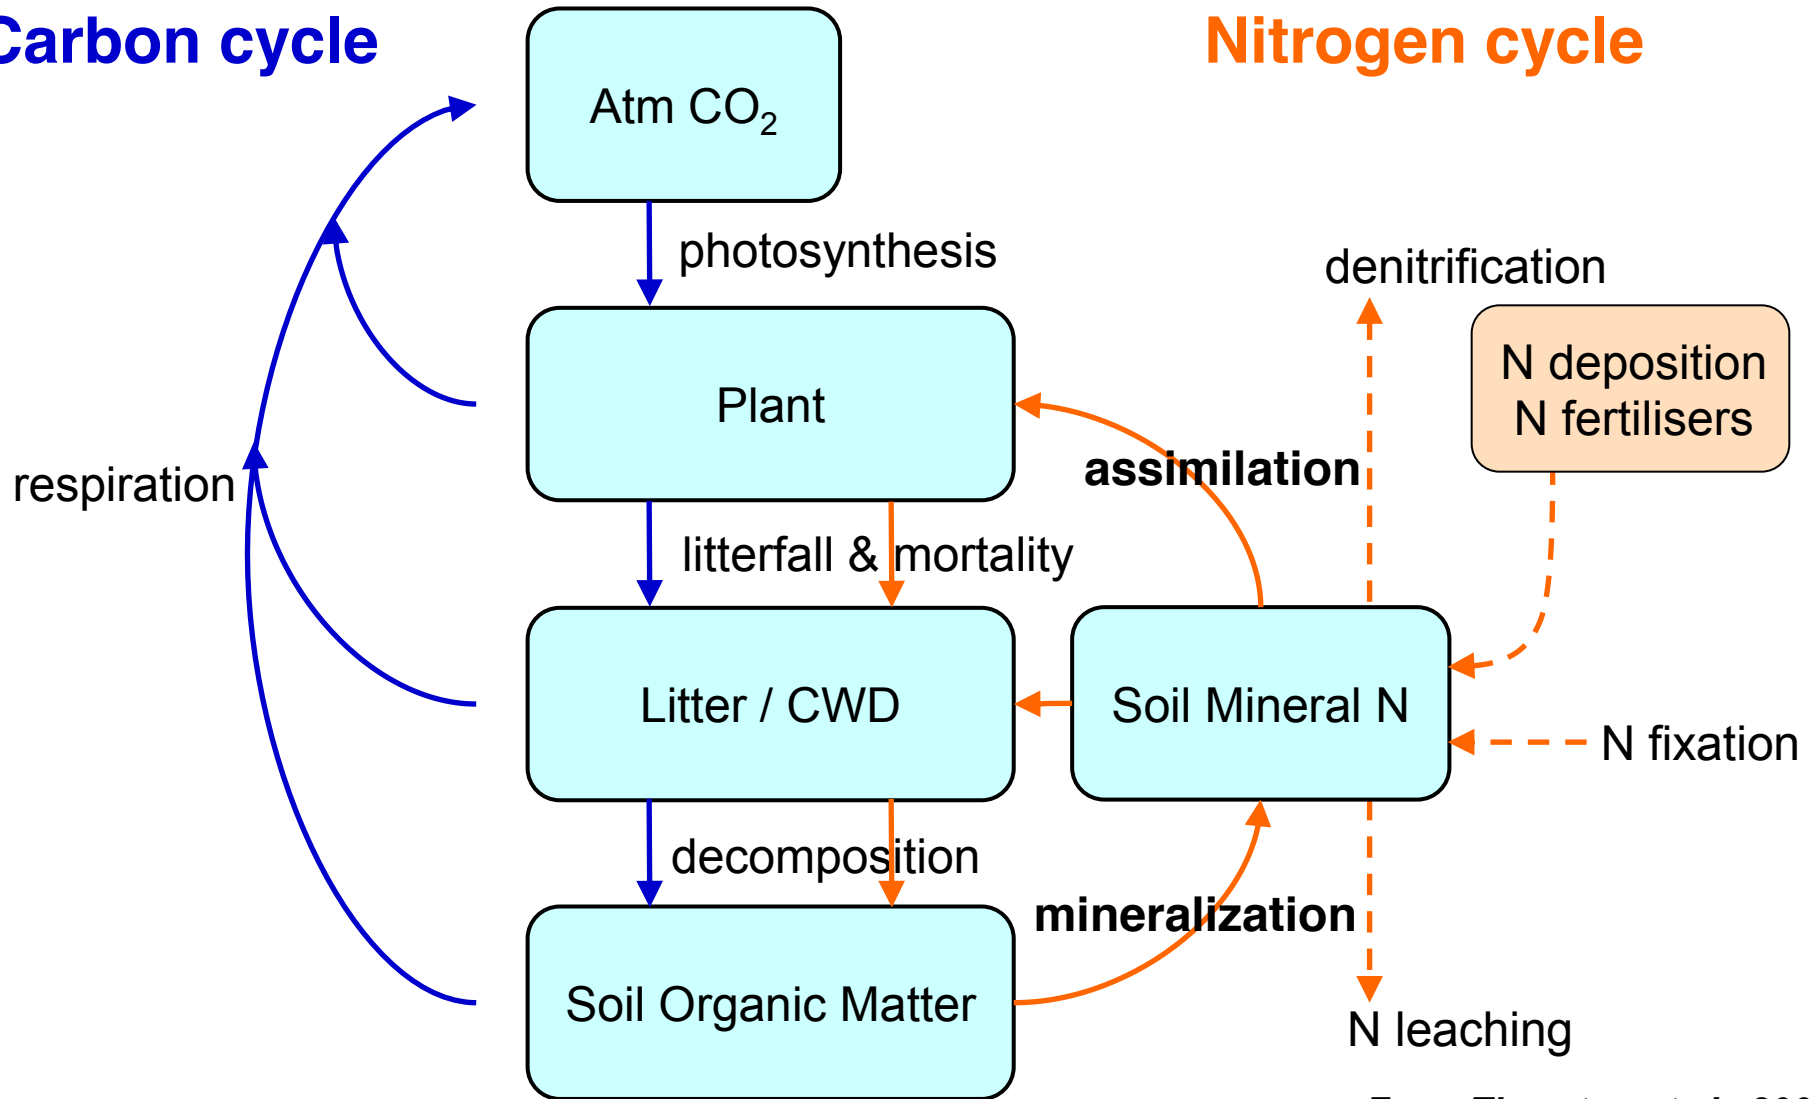 Carbon cycle
Nitrogen cycle
Atm CO₂
photosynthesis
denitrification
N deposition
N fertilisers
Plant
assimilation
respiration
litterfall & mortality
Litter / CWD
Soil Mineral N
N fixation
decomposition
mineralization
Soil Organic Matter
N leaching